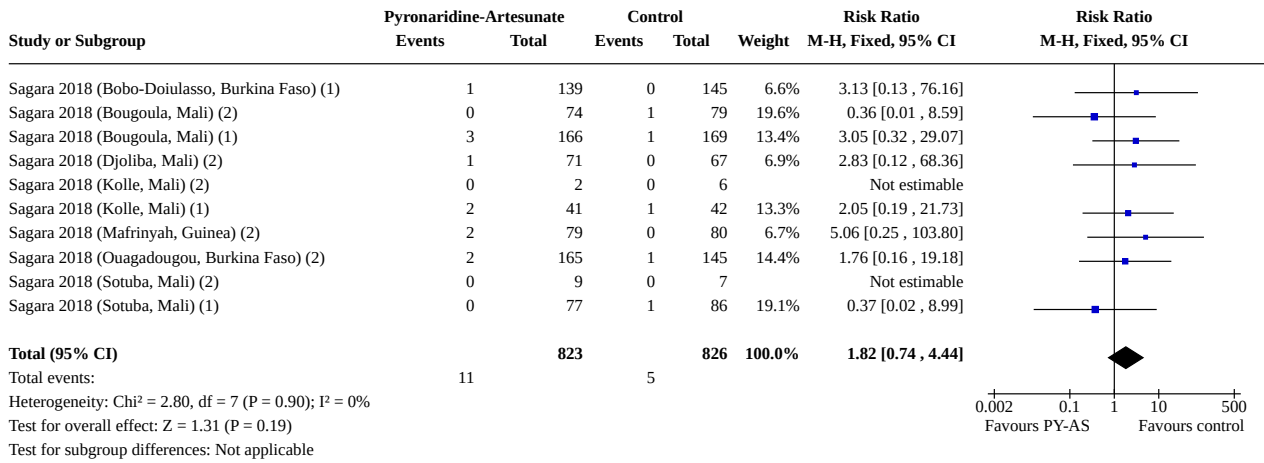 Pyronaridine-Artesunate Control Risk Ratio Risk Ratio
Study or Subgroup Events Total Events Total Weight M-H, Fixed, 95% CI M-H, Fixed, 95% CI
Sagara 2018 (Bobo-Doiulasso, Burkina Faso) (1) 1 139 0 145 6.6% 3.13 [0.13 , 76.16]
Sagara 2018 (Bougoula, Mali) (2) 0 74 1 79 19.6% 0.36 [0.01 , 8.59]
Sagara 2018 (Bougoula, Mali) (1) 3 166 1 169 13.4% 3.05 [0.32 , 29.07]
Sagara 2018 (Djoliba, Mali) (2) 1 71 0 67 6.9% 2.83 [0.12 , 68.36]
Sagara 2018 (Kolle, Mali) (2) 0 2 0 6 Not estimable
Sagara 2018 (Kolle, Mali) (1) 2 41 1 42 13.3% 2.05 [0.19 , 21.73]
Sagara 2018 (Mafrinyah, Guinea) (2) 2 79 0 80 6.7% 5.06 [0.25 , 103.80]
Sagara 2018 (Ouagadougou, Burkina Faso) (2) 2 165 1 145 14.4% 1.76 [0.16 , 19.18]
Sagara 2018 (Sotuba, Mali) (2) 0 9 0 7 Not estimable
Sagara 2018 (Sotuba, Mali) (1) 0 77 1 86 19.1% 0.37 [0.02 , 8.99]
Total (95% CI) 823 826 100.0% 1.82 [0.74 , 4.44]
Total events: 11 5
Heterogeneity: Chi² = 2.80, df = 7 (P = 0.90); I² = 0%
Test for overall effect: Z = 1.31 (P = 0.19)
Test for subgroup differences: Not applicable
0.002 0.1 1 10 500
Favours PY-AS Favours control